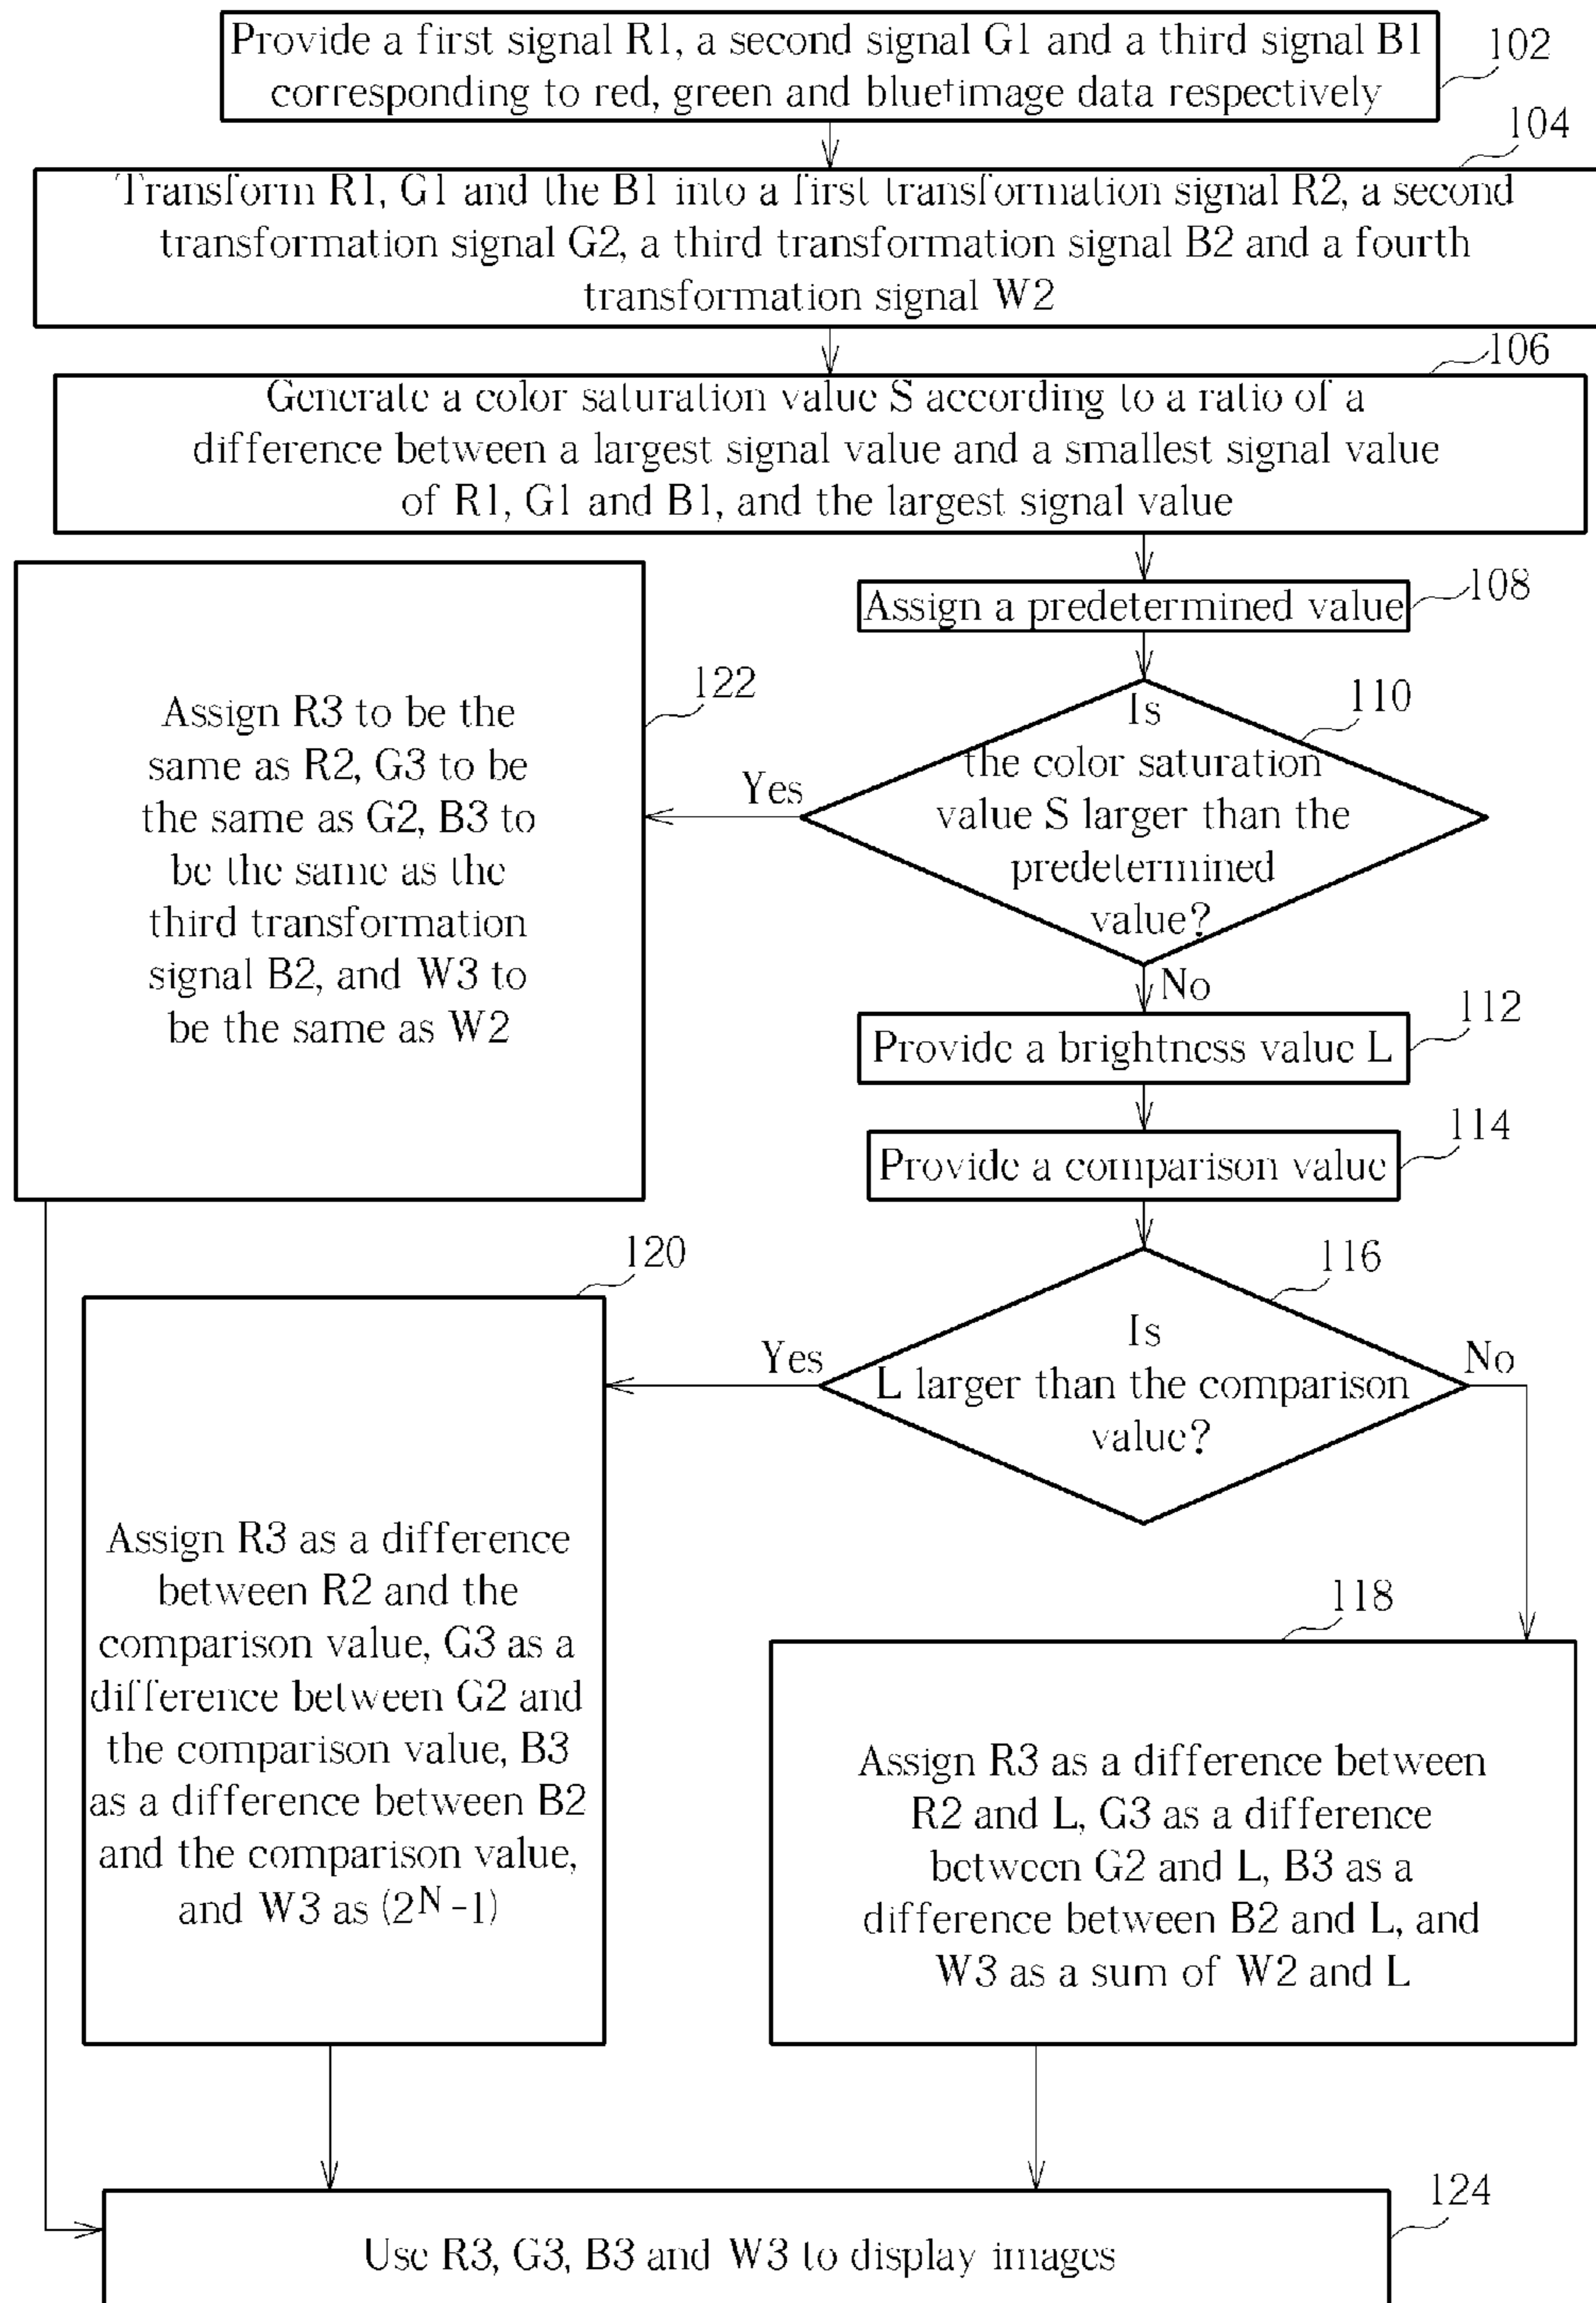 Provide a first signal R1, a second signal G1 and a third signal B1
corresponding to red, green and blue†image data respectively
102
104
Transform R1, G1 and the B1 into a first transformation signal R2, a second
transformation signal G2, a third transformation signal B2 and a fourth
transformation signal W2
106
Generate a color saturation value S according to a ratio of a
difference between a largest signal value and a smallest signal value
of R1, G1 and B1, and the largest signal value
Assign a predetermined value
108
110
Is
the color saturation
value S larger than the
predetermined
value?
Yes
No
122
Assign R3 to be the
same as R2, G3 to be
the same as G2, B3 to
be the same as the
third transformation
signal B2, and W3 to
be the same as W2
112
Provide a brightness value L
114
Provide a comparison value
116
Is
L larger than the comparison
value?
Yes
No
120
Assign R3 as a difference
between R2 and the
comparison value, G3 as a
difference between G2 and
the comparison value, B3
as a difference between B2
and the comparison value,
and W3 as (2^N -1)
118
Assign R3 as a difference between
R2 and L, G3 as a difference
between G2 and L, B3 as a
difference between B2 and L, and
W3 as a sum of W2 and L
124
Use R3, G3, B3 and W3 to display images